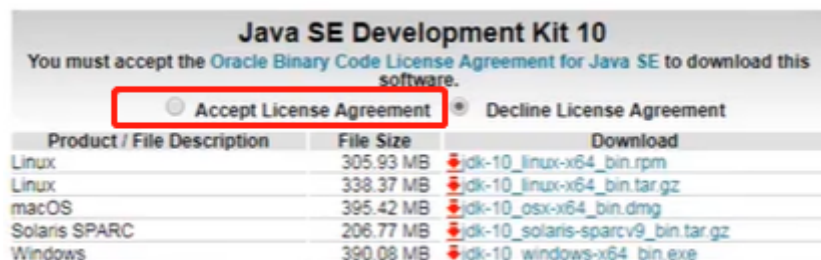 Java SE Development Kit 10
You must accept the Oracle Binary Code License Agreement for Java SE to download this
software.
Accept License Agreement Decline License Agreement
Product / File Description File Size Download
Linux 305.93 MB jdk-10_linux-x64_bin.rpm
Linux 338.37 MB jdk-10_linux-x64_bin.tar.gz
macOS 395.42 MB jdk-10_osx-x64_bin.dmg
Solaris SPARC 206.77 MB jdk-10_solaris-sparcv9_bin.tar.gz
Windows 390.08 MB jdk-10_windows-x64_bin.exe